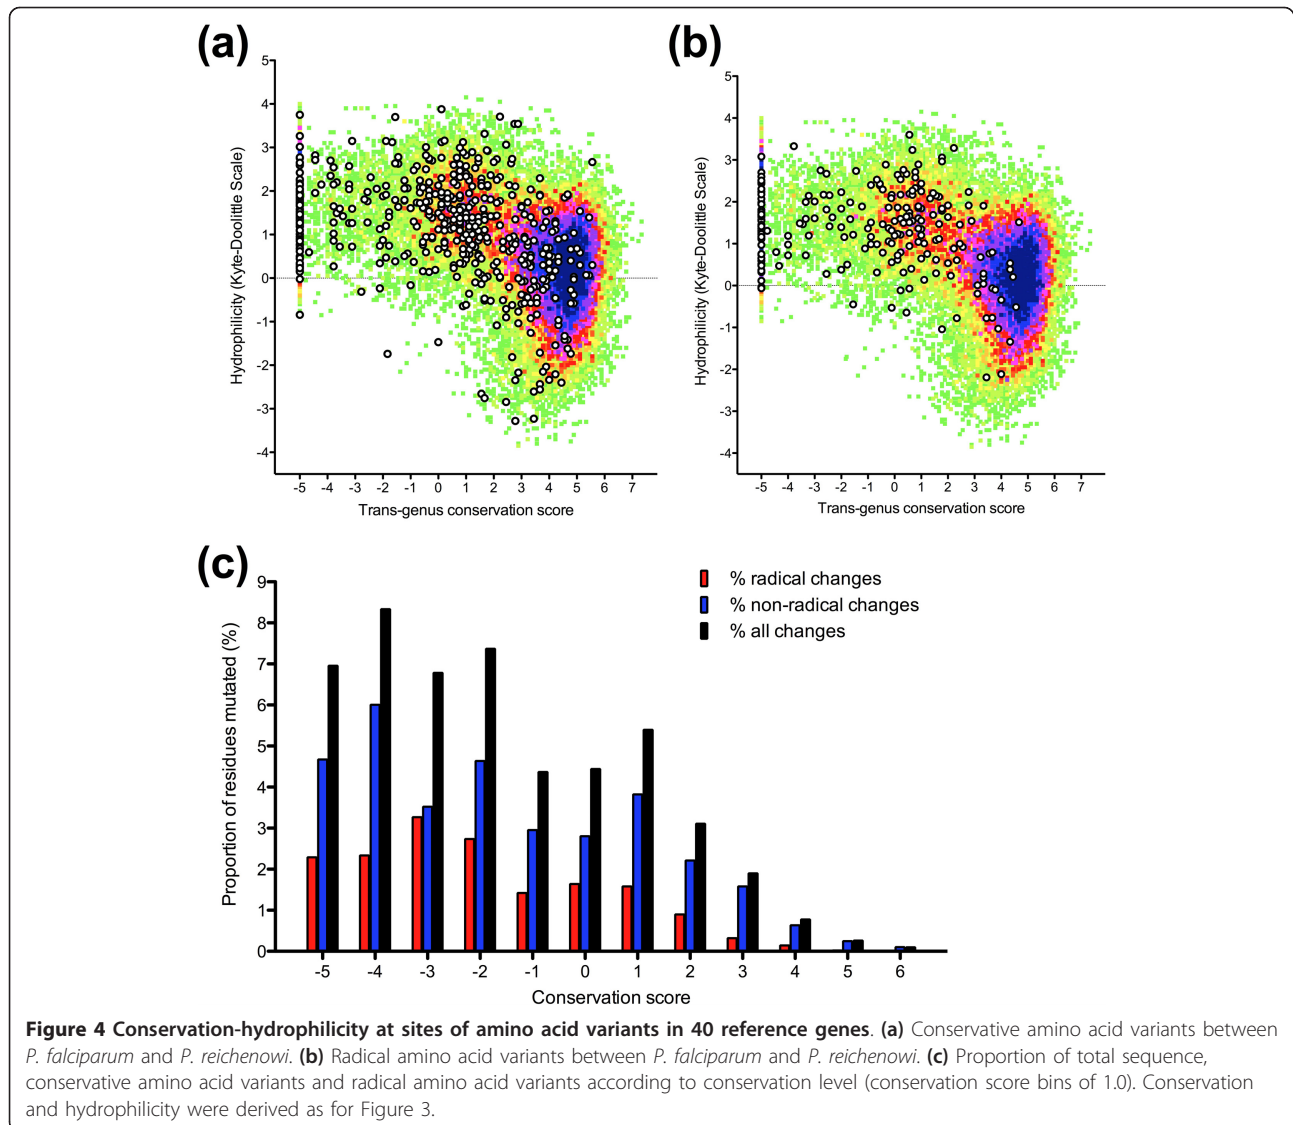 (a)
(b)
5
4
3
2
1
0
-1
-2
-3
-4
Hydrophilicity (Kyte-Doolittle Scale)
-5 -4 -3 -2 -1 0 1 2 3 4 5 6 7
Trans-genus conservation score
5
4
3
2
1
0
-1
-2
-3
-4
Hydrophilicity (Kyte-Doolittle Scale)
-5 -4 -3 -2 -1 0 1 2 3 4 5 6 7
Trans-genus conservation score
(c)
9
8
7
6
5
4
3
2
1
0
Proportion of residues mutated (%)
% radical changes
% non-radical changes
% all changes
-5 -4 -3 -2 -1 0 1 2 3 4 5 6
Conservation score
Figure 4 Conservation-hydrophilicity at sites of amino acid variants in 40 reference genes. (a) Conservative amino acid variants between
P. falciparum and P. reichenowi. (b) Radical amino acid variants between P. falciparum and P. reichenowi. (c) Proportion of total sequence,
conservative amino acid variants and radical amino acid variants according to conservation level (conservation score bins of 1.0). Conservation
and hydrophilicity were derived as for Figure 3.